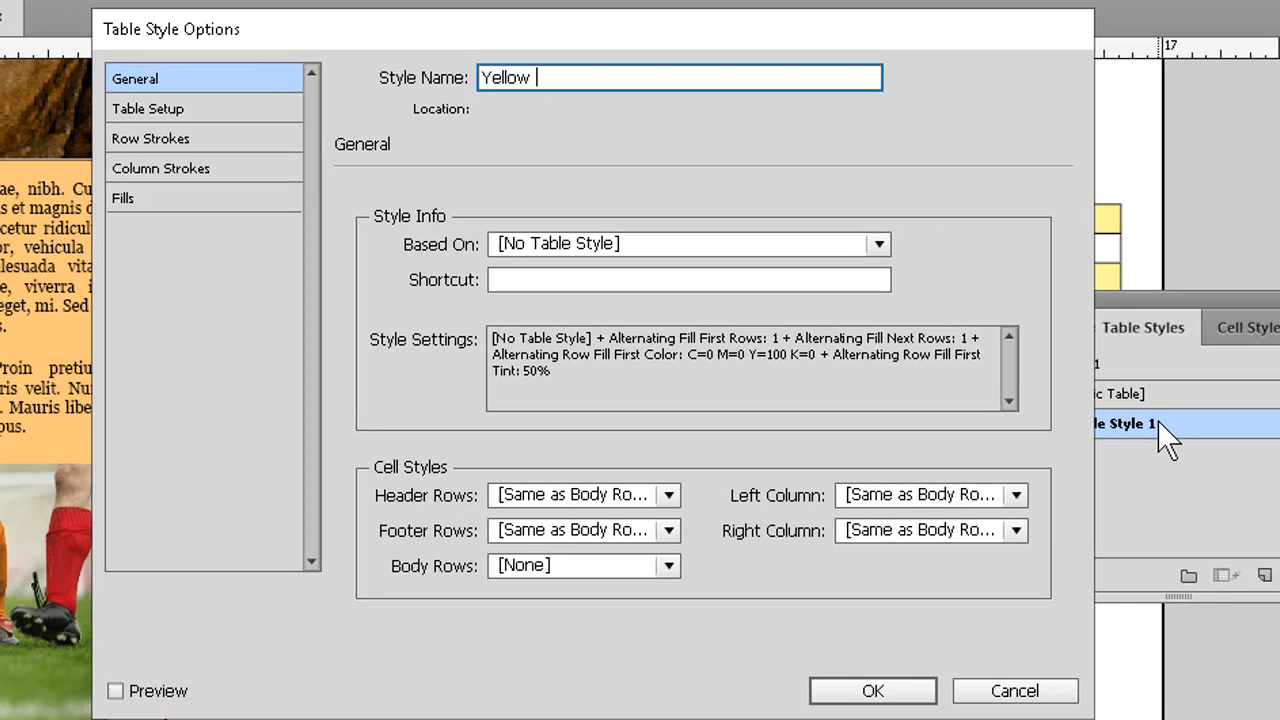 Table Style Options
17
General
Table Setup
Row Strokes
Column Strokes
Fills
Style Name: Yellow
Location:
General
Style Info
Based On: [No Table Style]
Shortcut:
Style Settings: [No Table Style] + Alternating Fill First Rows: 1 + Alternating Fill Next Rows: 1 +
Alternating Row Fill First Color: C=0 M=0 Y=100 K=0 + Alternating Row Fill First
Tint: 50%
Cell Styles
Header Rows: [Same as Body Ro... Left Column: [Same as Body Ro...
Footer Rows: [Same as Body Ro... Right Column: [Same as Body Ro...
Body Rows: [None]
Preview
OK
Cancel
ae, nibh. Cu
is et magnis d
cetur ridicul
or, vehicula
lesuada vita
e, viverra i
eget, mi. Sed
s.
Proin pretiu
ris velit. Nu
. Mauris libe
pus.
Table Styles
Cell Style
1
ic Table]
le Style 1